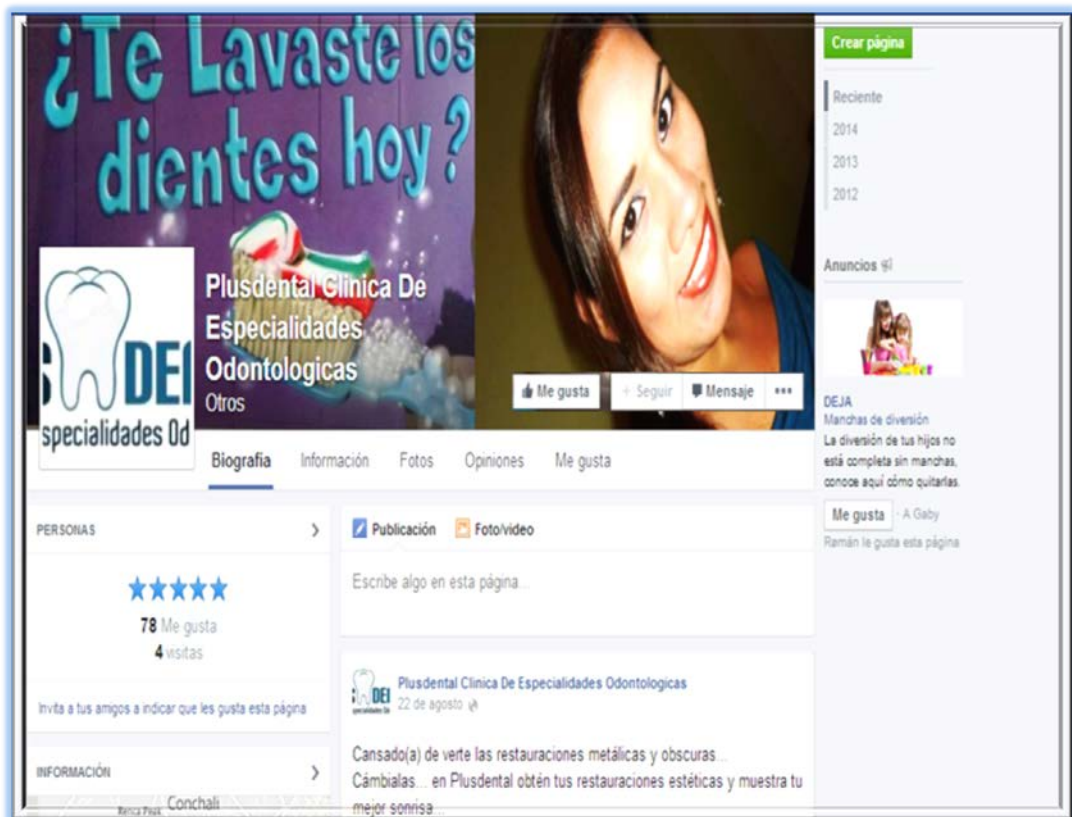 ¿Te Lavaste los
dientes hoy?
Plusdental Clinica De
Especialidades
Odontologicas
Otros
S DEI
specialidades Od
Me gusta
+ Seguir
Mensaje
Biografía
Información
Fotos
Opiniones
Me gusta
PERSONAS
78 Me gusta
4 visitas
Invita a tus amigos a indicar que les gusta esta página
INFORMACIÓN
Conchali
Renca Peak
Publicación
Foto/video
Escribe algo en esta página...
Plusdental Clinica De Especialidades Odontologicas
22 de agosto
Cansado(a) de verte las restauraciones metálicas y obscuras...
Cámbialas... en Plusdental obtén tus restauraciones estéticas y muestra tu
mejor sonrisa...
Crear página
Reciente
2014
2013
2012
Anuncios
DEJA
Manchas de diversión
La diversión de tus hijos no
está completa sin manchas,
conoce aquí cómo quitarlas.
Me gusta · A Gaby
Román le gusta esta página